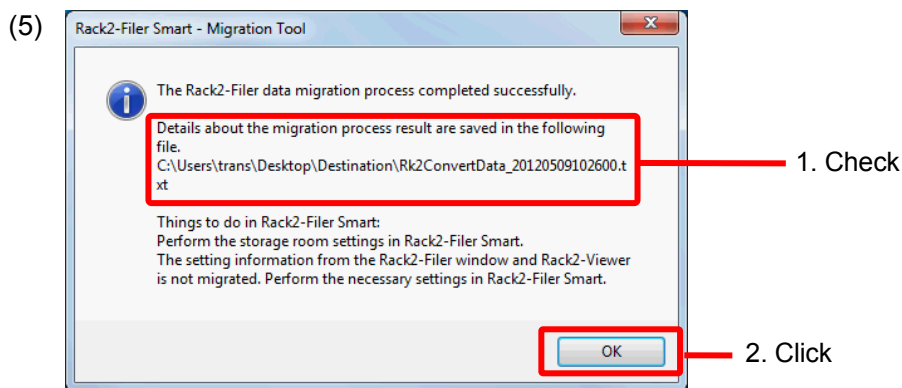 (5)
Rack2-Filer Smart - Migration Tool
The Rack2-Filer data migration process completed successfully.
Details about the migration process result are saved in the following
file.
C:\Users\trans\Desktop\Destination\Rk2ConvertData_20120509102600.t
xt
1. Check
Things to do in Rack2-Filer Smart:
Perform the storage room settings in Rack2-Filer Smart.
The setting information from the Rack2-Filer window and Rack2-Viewer
is not migrated. Perform the necessary settings in Rack2-Filer Smart.
OK
2. Click